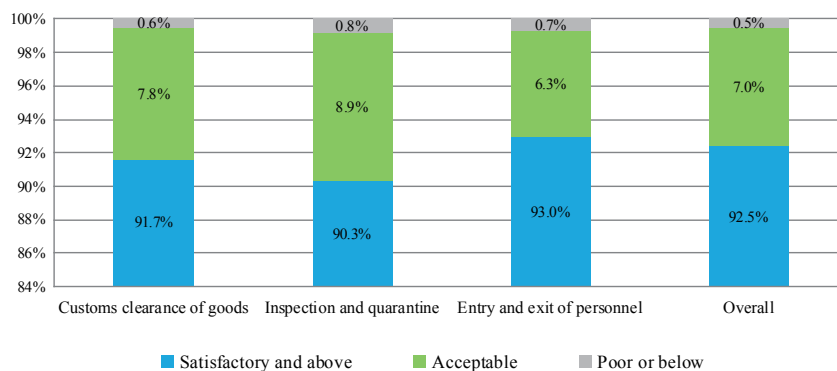 100%
98%
96%
94%
92%
90%
88%
86%
84%
0.6% 0.8% 0.7% 0.5%
7.8% 8.9% 6.3% 7.0%
91.7% 90.3% 93.0% 92.5%
Customs clearance of goods Inspection and quarantine Entry and exit of personnel Overall
Satisfactory and above Acceptable Poor or below